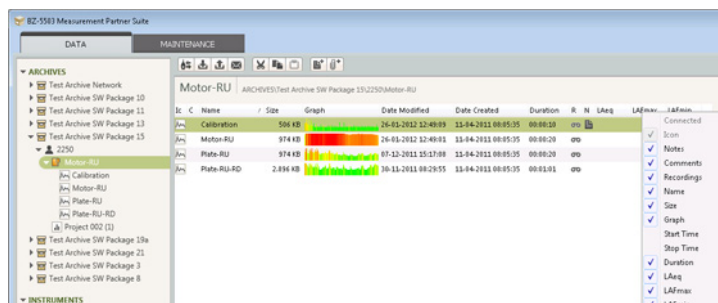 BZ-5503 Measurement Partner Suite
DATA MAINTENANCE
ARCHIVES
Test Archive Network
Test Archive SW Package 10
Test Archive SW Package 11
Test Archive SW Package 13
Test Archive SW Package 15
2250
Motor-RU
Calibration
Motor-RU
Plate-RU
Plate-RU-RD
Project 002 (1)
Test Archive SW Package 19a
Test Archive SW Package 21
Test Archive SW Package 3
Test Archive SW Package 8
INSTRUMENTS
Motor-RU ARCHIVES\Test Archive SW Package 15\2250\Motor-RU
Ic C Name / Size Graph Date Modified Date Created Duration R N LAeq LAFmax LAFmin
Calibration 506 KB 26-01-2012 12:49:09 11-04-2011 08:05:35 00:00:10
Motor-RU 974 KB 26-01-2012 12:49:01 11-04-2011 08:05:35 00:00:20
Plate-RU 974 KB 07-12-2011 15:17:00 11-04-2011 08:05:35 00:00:20
Plate-RU-RD 2.896 KB 30-11-2011 08:29:55 11-04-2011 08:05:35 00:01:01
Connected
Icon
Notes
Comments
Recordings
Name
Size
Graph
Start Time
Stop Time
Duration
LAeq
LAFmax